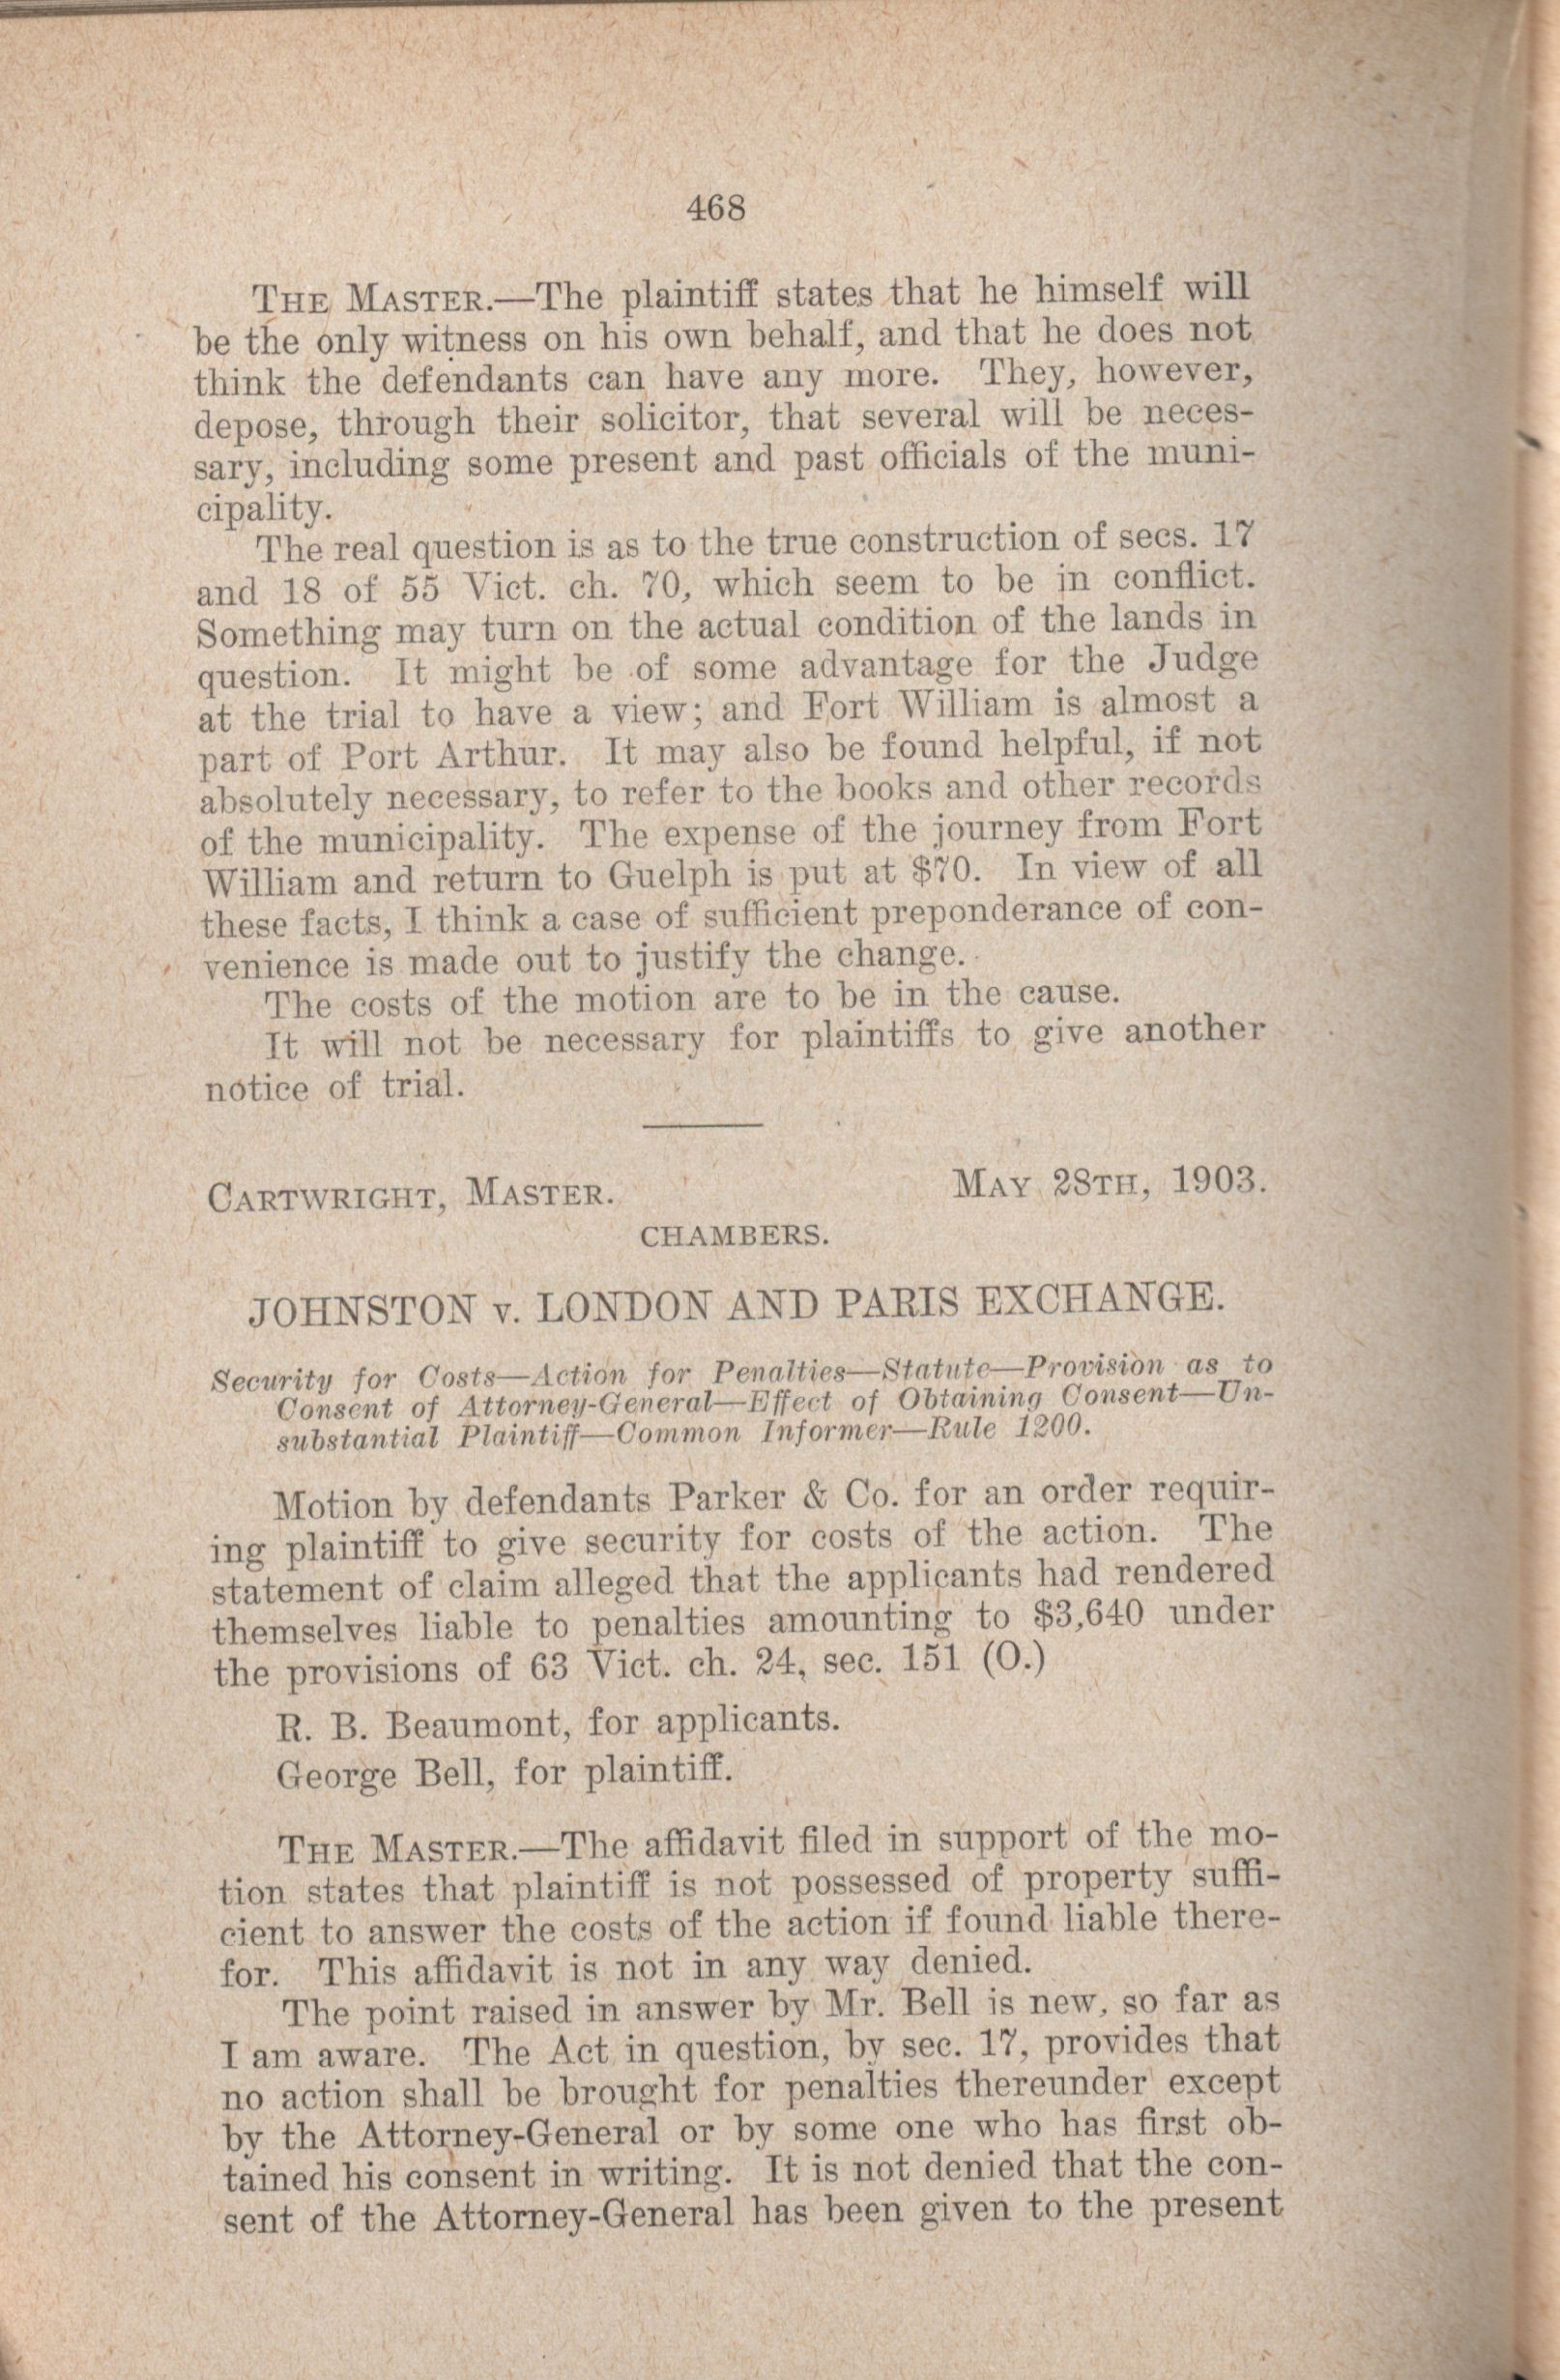 468
THE MASTER.—The plaintiff states that he himself will
be the only witness on his own behalf, and that he does not
think the defendants can have any more. They, however,
depose, through their solicitor, that several will be neces-
sary, including some present and past officials of the muni-
cipality.
The real question is as to the true construction of secs. 17
and 18 of 55 Vict. ch. 70, which seem to be in conflict.
Something may turn on the actual condition of the lands in
question. It might be of some advantage for the Judge
at the trial to have a view; and Fort William is almost a
part of Port Arthur. It may also be found helpful, if not
absolutely necessary, to refer to the books and other records
of the municipality. The expense of the journey from Fort
William and return to Guelph is put at $70. In view of all
these facts, I think a case of sufficient preponderance of con-
venience is made out to justify the change.
The costs of the motion are to be in the cause.
It will not be necessary for plaintiffs to give another
notice of trial.
CARTWRIGHT, MASTER. MAY 28TH, 1903.
CHAMBERS.
JOHNSTON v. LONDON AND PARIS EXCHANGE.
Security for Costs—Action for Penalties—Statute—Provision as to
Consent of Attorney-General—Effect of Obtaining Consent—Un-
substantial Plaintiff—Common Informer—Rule 1200.
Motion by defendants Parker & Co. for an order requir-
ing plaintiff to give security for costs of the action. The
statement of claim alleged that the applicants had rendered
themselves liable to penalties amounting to $3,640 under
the provisions of 63 Vict. ch. 24, sec. 151 (O.)
R. B. Beaumont, for applicants.
George Bell, for plaintiff.
THE MASTER.—The affidavit filed in support of the mo-
tion states that plaintiff is not possessed of property suffi-
cient to answer the costs of the action if found liable there-
for. This affidavit is not in any way denied.
The point raised in answer by Mr. Bell is new, so far as
I am aware. The Act in question, by sec. 17, provides that
no action shall be brought for penalties thereunder except
by the Attorney-General or by some one who has first ob-
tained his consent in writing. It is not denied that the con-
sent of the Attorney-General has been given to the present